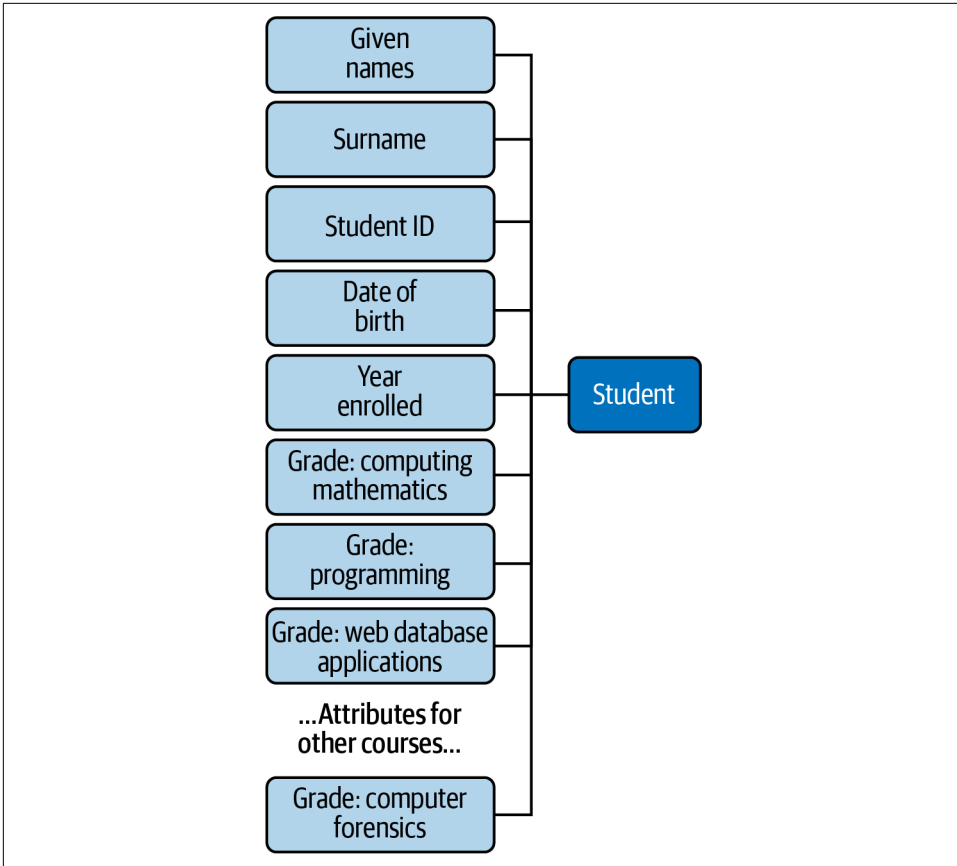 Given
names
Surname
Student ID
Date of
birth
Year
enrolled
Student
Grade: computing
mathematics
Grade:
programming
Grade: web database
applications
...Attributes for
other courses...
Grade: computer
forensics